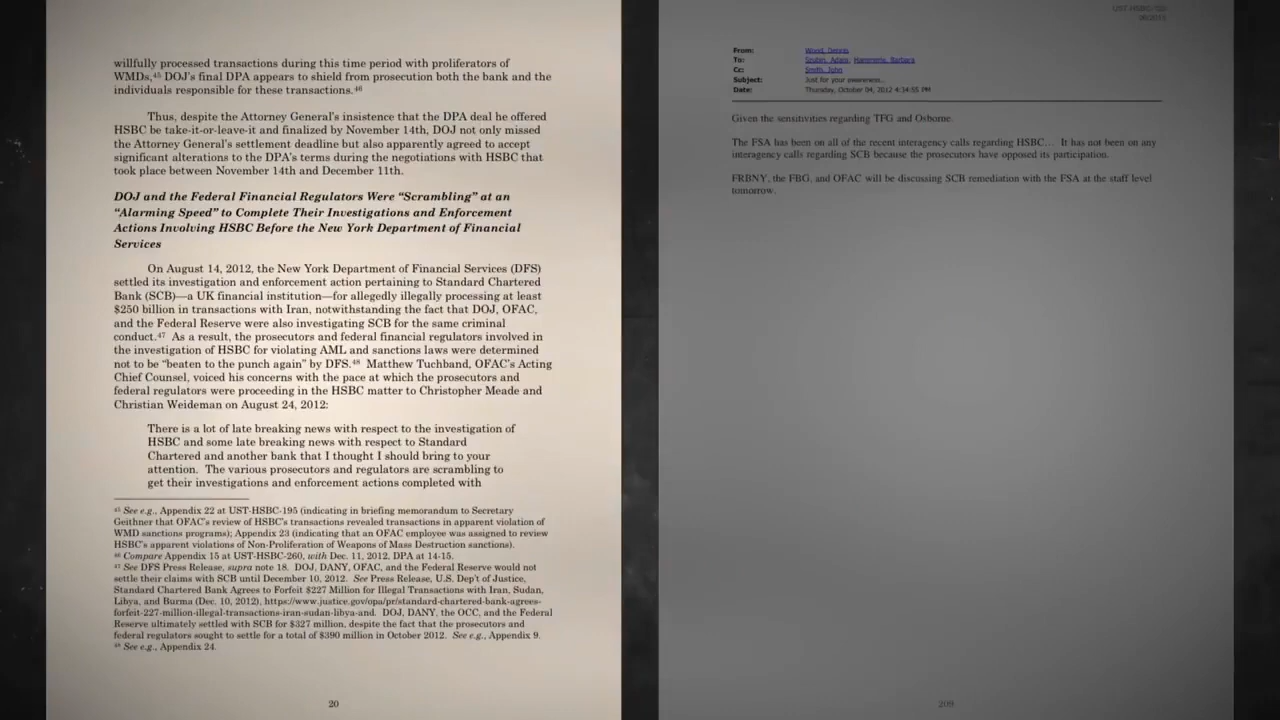 willfully processed transactions during this time period with proliferators of
WMDs,⁴⁵ DOJ's final DPA appears to shield from prosecution both the bank and the
individuals responsible for these transactions.⁴⁶
Thus, despite the Attorney General's insistence that the DPA deal he offered
HSBC be take-it-or-leave-it and finalized by November 14th, DOJ not only missed
the Attorney General's settlement deadline but also apparently agreed to accept
significant alterations to the DPA's terms during the negotiations with HSBC that
took place between November 14th and December 11th.
DOJ and the Federal Financial Regulators Were “Scrambling” at an
“Alarming Speed” to Complete Their Investigations and Enforcement
Actions Involving HSBC Before the New York Department of Financial
Services
On August 14, 2012, the New York Department of Financial Services (DFS)
settled its investigation and enforcement action pertaining to Standard Chartered
Bank (SCB)—a UK financial institution—for allegedly illegally processing at least
$250 billion in transactions with Iran, notwithstanding the fact that DOJ, OFAC,
and the Federal Reserve were also investigating SCB for the same criminal
conduct.⁴⁷ As a result, the prosecutors and federal financial regulators involved in
the investigation of HSBC for violating AML and sanctions laws were determined
not to be “beaten to the punch again” by DFS.⁴⁸ Matthew Tuchband, OFAC's Acting
Chief Counsel, voiced his concerns with the pace at which the prosecutors and
federal regulators were proceeding in the HSBC matter to Christopher Meade and
Christian Weideman on August 24, 2012:
There is a lot of late breaking news with respect to the investigation of
HSBC and some late breaking news with respect to Standard
Chartered and another bank that I thought I should bring to your
attention. The various prosecutors and regulators are scrambling to
get their investigations and enforcement actions completed with
⁴⁵ See e.g., Appendix 22 at UST-HSBC-195 (indicating in briefing memorandum to Secretary
Geithner that OFAC's review of HSBC's transactions revealed transactions in apparent violation of
WMD sanctions programs); Appendix 23 (indicating that an OFAC employee was assigned to review
HSBC's apparent violations of Non-Proliferation of Weapons of Mass Destruction sanctions).
⁴⁶ Compare Appendix 15 at UST-HSBC-260, with Dec. 11, 2012, DPA at 14-15.
⁴⁷ See DFS Press Release, supra note 18. DOJ, DANY, OFAC, and the Federal Reserve would not
settle their claims with SCB until December 10, 2012. See Press Release, U.S. Dep't of Justice,
Standard Chartered Bank Agrees to Forfeit $227 Million for Illegal Transactions with Iran, Sudan,
Libya, and Burma (Dec. 10, 2012), https://www.justice.gov/opa/pr/standard-chartered-bank-agrees-
forfeit-227-million-illegal-transactions-iran-sudan-libya-and. DOJ, DANY, the OCC, and the Federal
Reserve ultimately settled with SCB for $327 million, despite the fact that the prosecutors and
federal regulators sought to settle for a total of $390 million in October 2012. See e.g., Appendix 9.
⁴⁸ See e.g., Appendix 24.
20
From: Wood, Dennis
To: Szubin, Adam; Hammerle, Barbara
Cc: Smith, John
Subject: Just for your awareness...
Date: Thursday, October 04, 2012 4:34:55 PM
Given the sensitivities regarding TFG and Osborne.
The FSA has been on all of the recent interagency calls regarding HSBC... It has not been on any
interagency calls regarding SCB because the prosecutors have opposed its participation.
FRBNY, the FBG, and OFAC will be discussing SCB remediation with the FSA at the staff level
tomorrow.
209